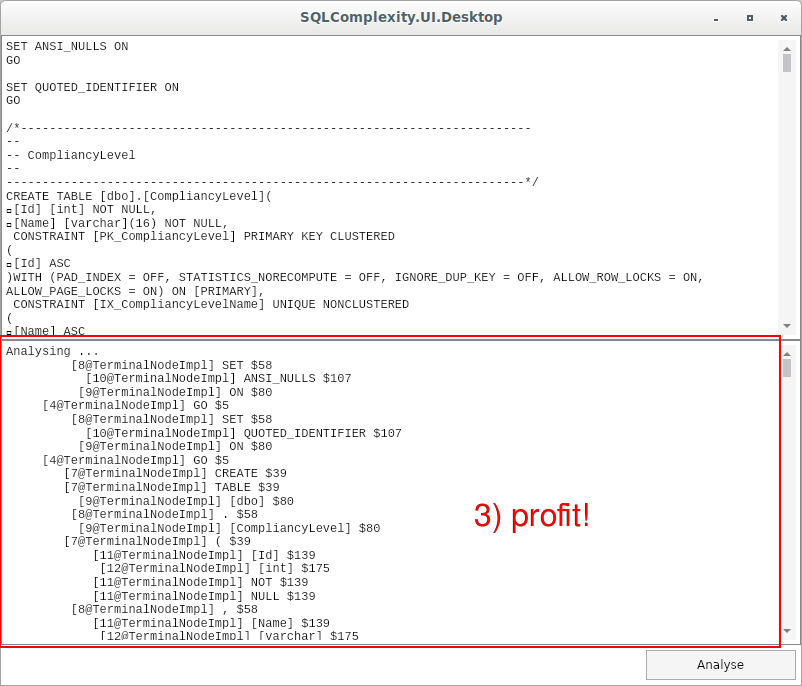 SQLComplexity.UI.Desktop
SET ANSI_NULLS ON
GO
SET QUOTED_IDENTIFIER ON
GO
/*-----------------------------------------------------------------------
--
-- CompliancyLevel
--
------------------------------------------------------------------------*/
CREATE TABLE [dbo].[CompliancyLevel](
[Id] [int] NOT NULL,
[Name] [varchar](16) NOT NULL,
CONSTRAINT [PK_CompliancyLevel] PRIMARY KEY CLUSTERED
(
[Id] ASC
)WITH (PAD_INDEX = OFF, STATISTICS_NORECOMPUTE = OFF, IGNORE_DUP_KEY = OFF, ALLOW_ROW_LOCKS = ON,
ALLOW_PAGE_LOCKS = ON) ON [PRIMARY],
CONSTRAINT [IX_CompliancyLevelName] UNIQUE NONCLUSTERED
(
[Name] ASC
Analysing ...
[8@TerminalNodeImpl] SET $58
[10@TerminalNodeImpl] ANSI_NULLS $107
[9@TerminalNodeImpl] ON $80
[4@TerminalNodeImpl] GO $5
[8@TerminalNodeImpl] SET $58
[10@TerminalNodeImpl] QUOTED_IDENTIFIER $107
[9@TerminalNodeImpl] ON $80
[4@TerminalNodeImpl] GO $5
[7@TerminalNodeImpl] CREATE $39
[7@TerminalNodeImpl] TABLE $39
[9@TerminalNodeImpl] [dbo] $80
[8@TerminalNodeImpl] . $58
[9@TerminalNodeImpl] [CompliancyLevel] $80
[7@TerminalNodeImpl] ( $39
[11@TerminalNodeImpl] [Id] $139
[12@TerminalNodeImpl] [int] $175
[11@TerminalNodeImpl] NOT $139
[11@TerminalNodeImpl] NULL $139
[8@TerminalNodeImpl] , $58
[11@TerminalNodeImpl] [Name] $139
[12@TerminalNodeImpl] [varchar] $175
3) profit!
Analyse